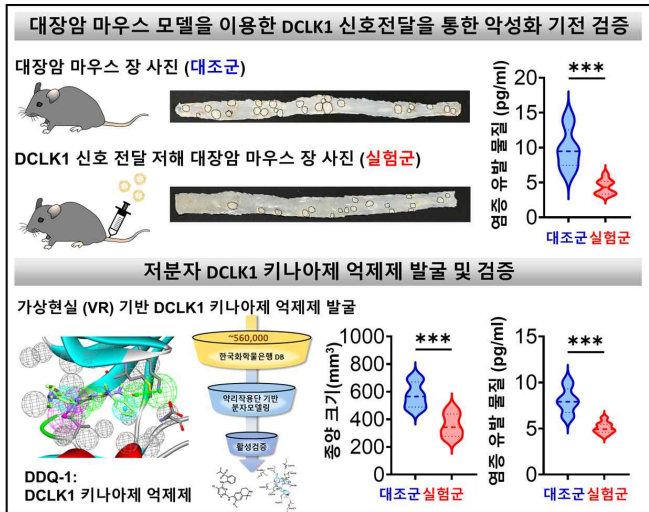 대장암 마우스 모델을 이용한 DCLK1 신호전달을 통한 악성화 기전 검증
대장암 마우스 장 사진 (대조군)
DCLK1 신호 전달 저해 대장암 마우스 장 사진 (실험군)
염증 유발 물질 (pg/ml)
20
15
10
5
0
***
대조군 실험군
저분자 DCLK1 키나아제 억제제 발굴 및 검증
가상현실 (VR) 기반 DCLK1 키나아제 억제제 발굴
~560,000
한국화학물은행 DB
약리작용단 기반
분자모델링
활성검증
DDQ-1:
DCLK1 키나아제 억제제
종양 크기(mm³)
1000
800
600
400
200
0
***
대조군 실험군
염증 유발 물질 (pg/ml)
15
10
5
0
***
대조군 실험군